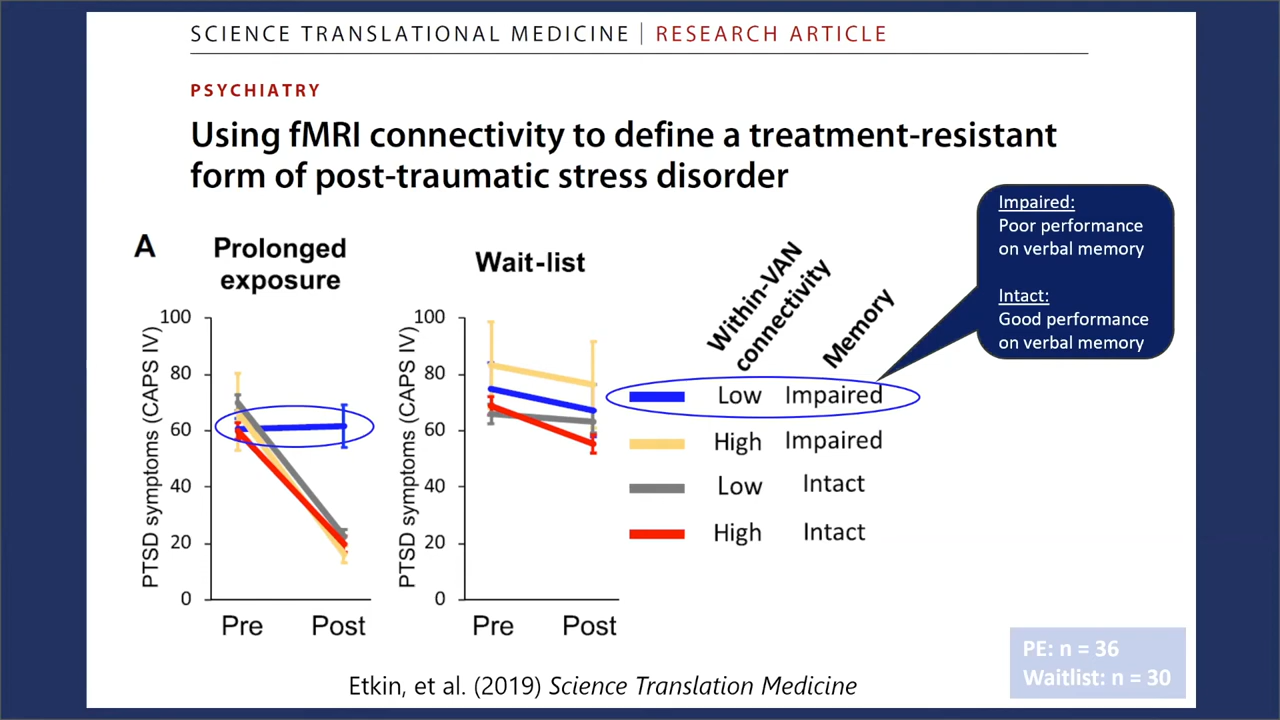 SCIENCE TRANSLATIONAL MEDICINE | RESEARCH ARTICLE
PSYCHIATRY
Using fMRI connectivity to define a treatment-resistant
form of post-traumatic stress disorder
A
Prolonged
exposure
PTSD symptoms (CAPS IV)
100
80
60
40
20
0
Pre
Post
Wait-list
PTSD symptoms (CAPS IV)
100
80
60
40
20
0
Pre
Post
Within-VAN
connectivity
Memory
Low Impaired
High Impaired
Low Intact
High Intact
Impaired:
Poor performance
on verbal memory
Intact:
Good performance
on verbal memory
PE: n = 36
Waitlist: n = 30
Etkin, et al. (2019) Science Translation Medicine